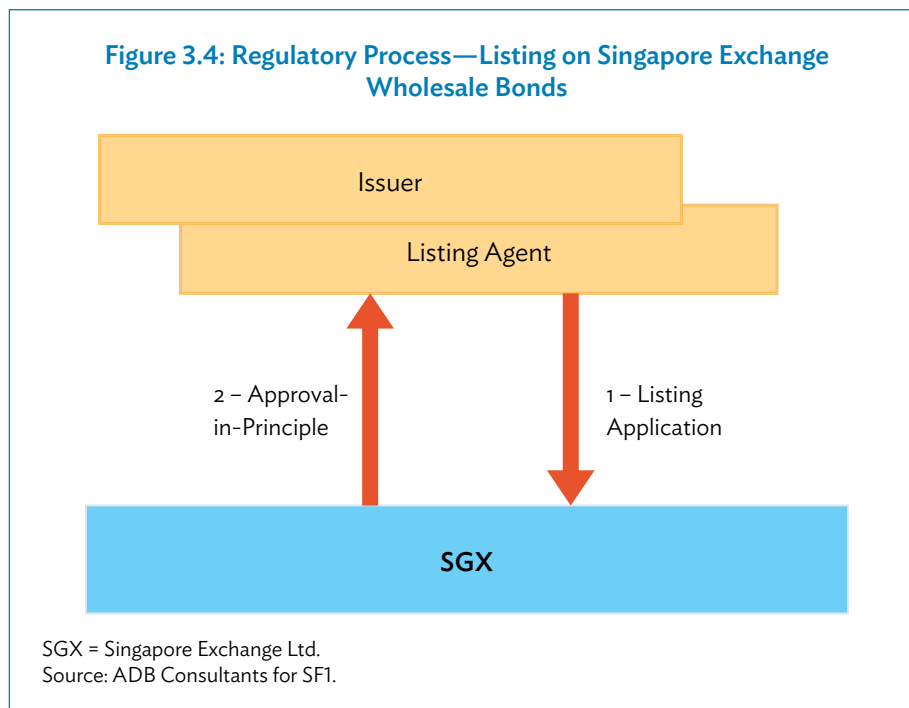 Figure 3.4: Regulatory Process—Listing on Singapore Exchange
Wholesale Bonds
Issuer
Listing Agent
2 – Approval-
in-Principle
1 – Listing
Application
SGX
SGX = Singapore Exchange Ltd.
Source: ADB Consultants for SF1.